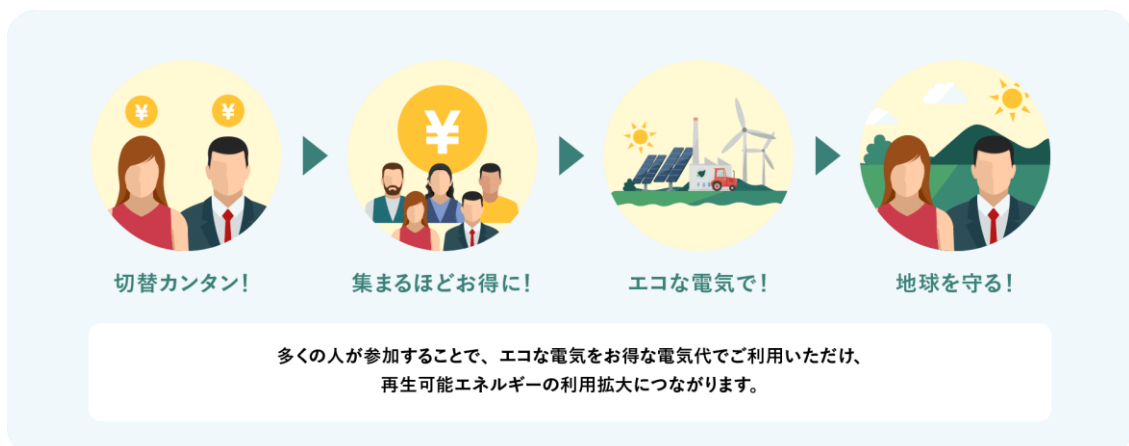 ¥
¥
¥
切替カンタン！
集まるほどお得に！
エコな電気で！
地球を守る！
多くの人が参加することで、エコな電気をお得な電気代でご利用いただけ、
再生可能エネルギーの利用拡大につながります。